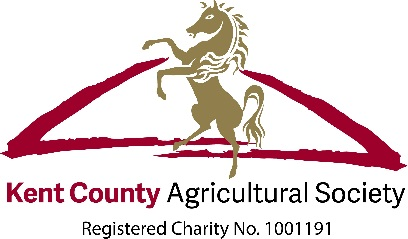 Kent County Agricultural Society
Registered Charity No. 1001191